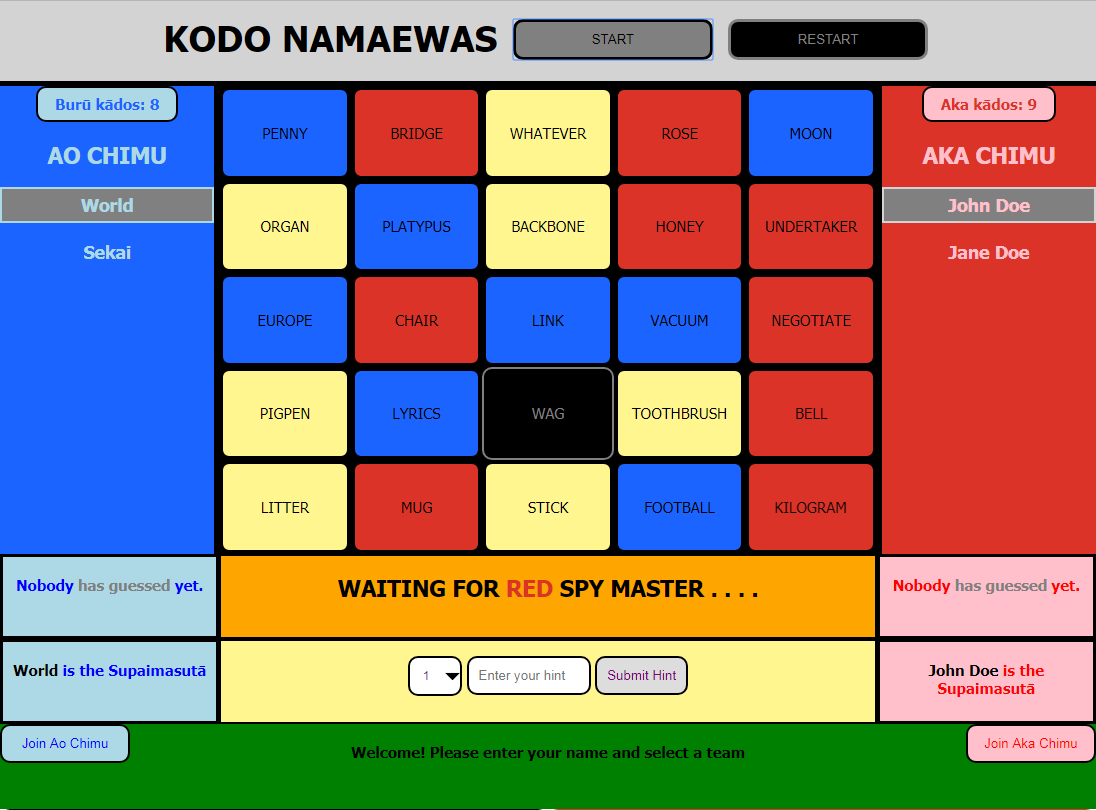 KODO NAMAEWAS START RESTART
Burū kādos: 8
Aka kādos: 9
AO CHIMU
AKA CHIMU
World
John Doe
Sekai
Jane Doe
PENNY BRIDGE WHATEVER ROSE MOON
ORGAN PLATYPUS BACKBONE HONEY UNDERTAKER
EUROPE CHAIR LINK VACUUM NEGOTIATE
PIGPEN LYRICS WAG TOOTHBRUSH BELL
LITTER MUG STICK FOOTBALL KILOGRAM
Nobody has guessed yet.
WAITING FOR RED SPY MASTER . . . .
Nobody has guessed yet.
World is the Supaimasutā
1 Enter your hint Submit Hint
John Doe is the
Supaimasutā
Join Ao Chimu
Welcome! Please enter your name and select a team
Join Aka Chimu